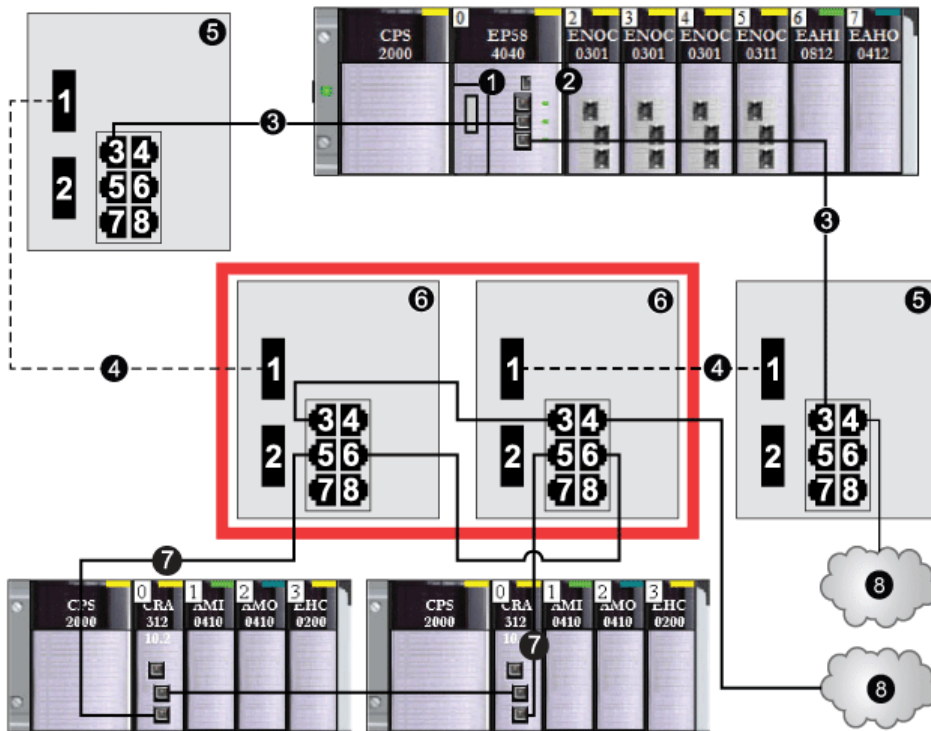 5
1
2
3 4
5 6
7 8
CPS 2000
0 EP58 4040
2 ENOC 0301
3 ENOC 0301
4 ENOC 0301
5 ENOC 0311
6 EAHI 0812
7 EAHO 0412
1
2
3
3
4
4
6
1
2
3 4
5 6
7 8
6
1
2
3 4
5 6
7 8
5
1
2
3 4
5 6
7 8
7
7
8
8
CPS 2000
0 CRA 312 10.2
1 AMI 0410
2 AMO 0410
3 EHC 0200
CPS 2000
0 CRA 312
1 AMI 0410
2 AMO 0410
3 EHC 0200